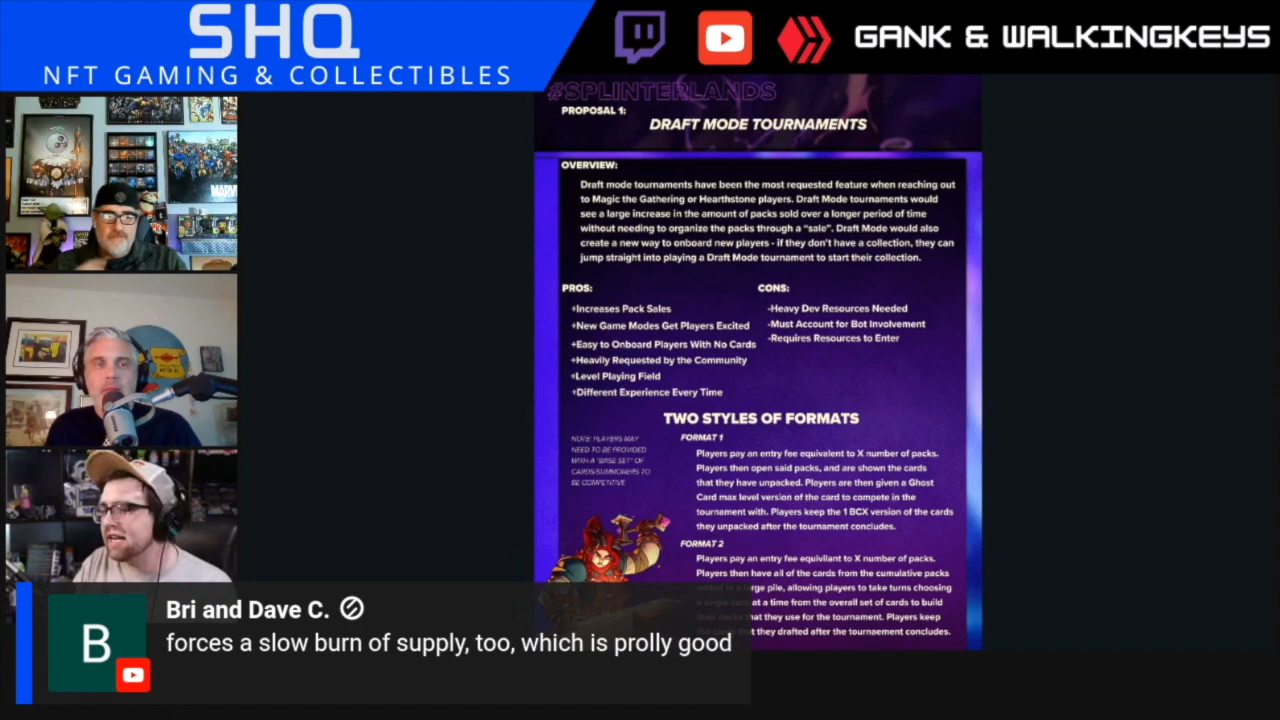 SHQ
NFT GAMING & COLLECTIBLES
GANK & WALKINGKEYS
#SPLINTERLANDS
PROPOSAL 1:
DRAFT MODE TOURNAMENTS
OVERVIEW:
Draft mode tournaments have been the most requested feature when reaching out
to Magic the Gathering or Hearthstone players. Draft Mode tournaments would
see a large increase in the amount of packs sold over a longer period of time
without needing to organize the packs through a “sale”. Draft Mode would also
create a new way to onboard new players - if they don’t have a collection, they can
jump straight into playing a Draft Mode tournament to start their collection.
PROS:
+Increases Pack Sales
+New Game Modes Get Players Excited
+Easy to Onboard Players With No Cards
+Heavily Requested by the Community
+Level Playing Field
+Different Experience Every Time
CONS:
-Heavy Dev Resources Needed
-Must Account for Bot Involvement
-Requires Resources to Enter
TWO STYLES OF FORMATS
NOTE: PLAYERS MAY
NEED TO BE PROVIDED
WITH A "BASE SET" OF
CARDS/SUMMONERS TO
BE COMPETITIVE
FORMAT 1
Players pay an entry fee equivalent to X number of packs.
Players then open said packs, and are shown the cards
that they have unpacked. Players are then given a Ghost
Card max level version of the card to compete in the
tournament with. Players keep the 1 BCX version of the cards
they unpacked after the tournament concludes.
FORMAT 2
Players pay an entry fee equivilant to X number of packs.
Players then have all of the cards from the cumulative packs
added to a large pile, allowing players to take turns choosing
a single card at a time from the overall set of cards to build
their decks that they use for the tournament. Players keep
they drafted after the tournaement concludes.
MARVEL
B
Bri and Dave C.
forces a slow burn of supply, too, which is prolly good